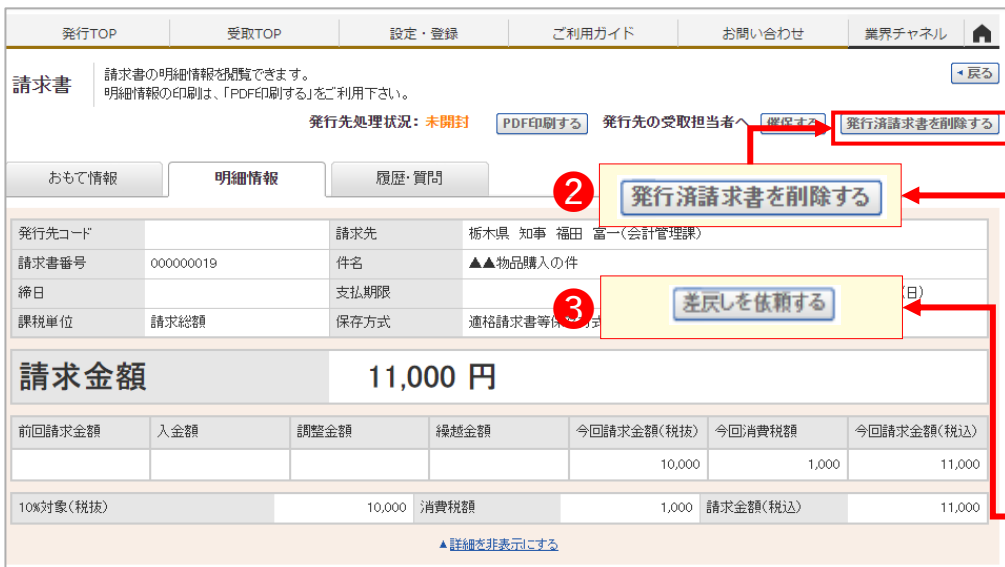 発行TOP 受取TOP 設定・登録 ご利用ガイド お問い合わせ 業界チャネル
請求書 請求書の明細情報を閲覧できます。 戻る
明細情報の印刷は、「PDF印刷する」をご利用下さい。
発行先処理状況：未開封 PDF印刷する 発行先の受取担当者へ 催促する 発行済請求書を削除する
おもて情報 明細情報 履歴・質問
2 発行済請求書を削除する
発行先コード 請求先 栃木県 知事 福田 富一(会計管理課)
請求書番号 000000019 件名 ▲▲物品購入の件
締日 支払期限 (日)
3 差戻しを依頼する
課税単位 請求総額 保存方式 適格請求書等保存方式
請求金額 11,000 円
前回請求金額 入金額 調整金額 繰越金額 今回請求金額(税抜) 今回消費税額 今回請求金額(税込)
10,000 1,000 11,000
10%対象(税抜) 10,000 消費税額 1,000 請求金額(税込) 11,000
▲詳細を非表示にする